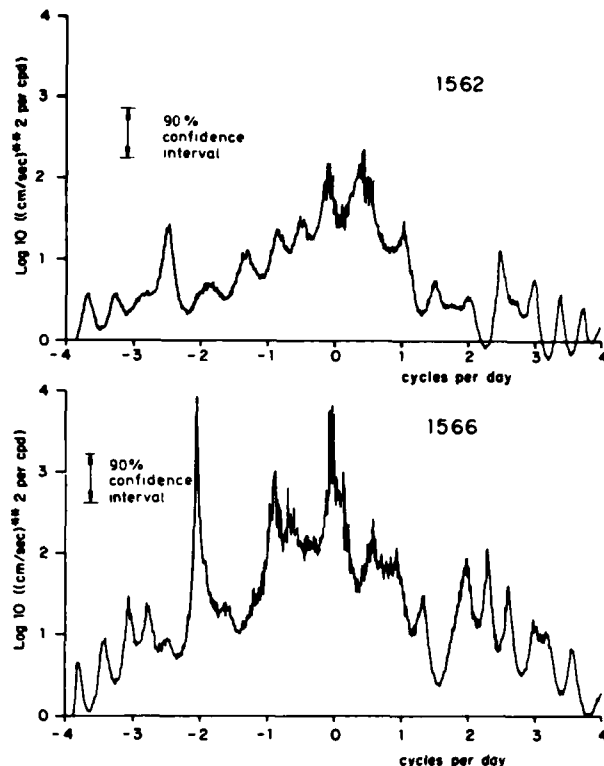 4
1562
3
90%
confidence
interval
2
1
0
Log 10 ((cm/sec)** 2 per cpd)
-4 -3 -2 -1 0 1 2 3 4
cycles per day
4
1566
3
90%
confidence
interval
2
1
0
Log 10 ((cm/sec)** 2 per cpd)
-4 -3 -2 -1 0 1 2 3 4
cycles per day